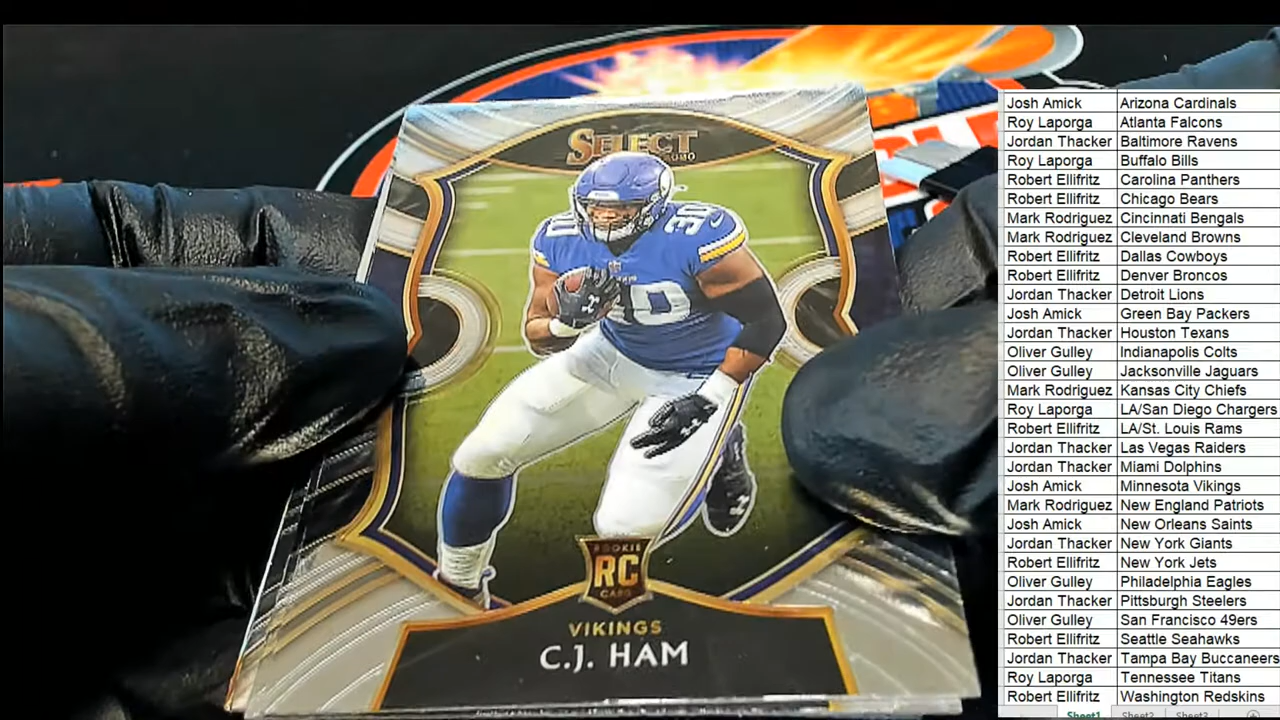 SELECT
30
30
30
ROOKIE
RC
CARD
VIKINGS
C.J. HAM
Josh Amick Arizona Cardinals
Roy Laporga Atlanta Falcons
Jordan Thacker Baltimore Ravens
Roy Laporga Buffalo Bills
Robert Ellifritz Carolina Panthers
Robert Ellifritz Chicago Bears
Mark Rodriguez Cincinnati Bengals
Mark Rodriguez Cleveland Browns
Robert Ellifritz Dallas Cowboys
Robert Ellifritz Denver Broncos
Jordan Thacker Detroit Lions
Josh Amick Green Bay Packers
Jordan Thacker Houston Texans
Oliver Gulley Indianapolis Colts
Oliver Gulley Jacksonville Jaguars
Mark Rodriguez Kansas City Chiefs
Roy Laporga LA/San Diego Chargers
Robert Ellifritz LA/St. Louis Rams
Jordan Thacker Las Vegas Raiders
Jordan Thacker Miami Dolphins
Josh Amick Minnesota Vikings
Mark Rodriguez New England Patriots
Josh Amick New Orleans Saints
Jordan Thacker New York Giants
Robert Ellifritz New York Jets
Oliver Gulley Philadelphia Eagles
Jordan Thacker Pittsburgh Steelers
Oliver Gulley San Francisco 49ers
Robert Ellifritz Seattle Seahawks
Jordan Thacker Tampa Bay Buccaneers
Roy Laporga Tennessee Titans
Robert Ellifritz Washington Redskins
Sheet1 Sheet2 Sheet3